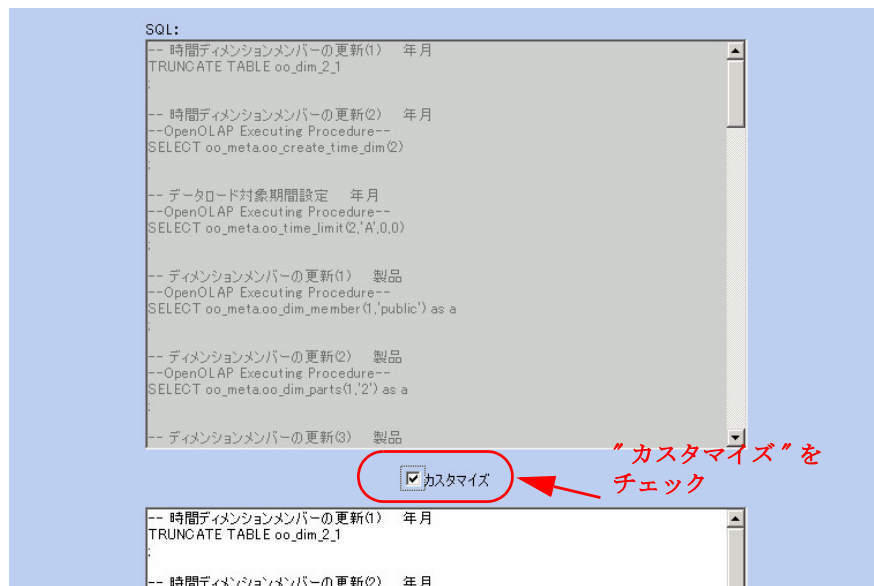 SQL:
-- 時間ディメンションメンバーの更新(1)　年月
TRUNCATE TABLE oo_dim_2_1
;
-- 時間ディメンションメンバーの更新(2)　年月
--OpenOLAP Executing Procedure--
SELECT oo_meta.oo_create_time_dim(2)
;
-- データロード対象期間設定　年月
--OpenOLAP Executing Procedure--
SELECT oo_meta.oo_time_limit(2,'A',0,0)
;
-- ディメンションメンバーの更新(1)　製品
--OpenOLAP Executing Procedure--
SELECT oo_meta.oo_dim_member(1,'public') as a
;
-- ディメンションメンバーの更新(2)　製品
--OpenOLAP Executing Procedure--
SELECT oo_meta.oo_dim_parts(1,'2') as a
;
-- ディメンションメンバーの更新(3)　製品
カスタマイズ
"カスタマイズ"を
チェック
-- 時間ディメンションメンバーの更新(1)　年月
TRUNCATE TABLE oo_dim_2_1
;
-- 時間ディメンションメンバーの更新(2)　年月